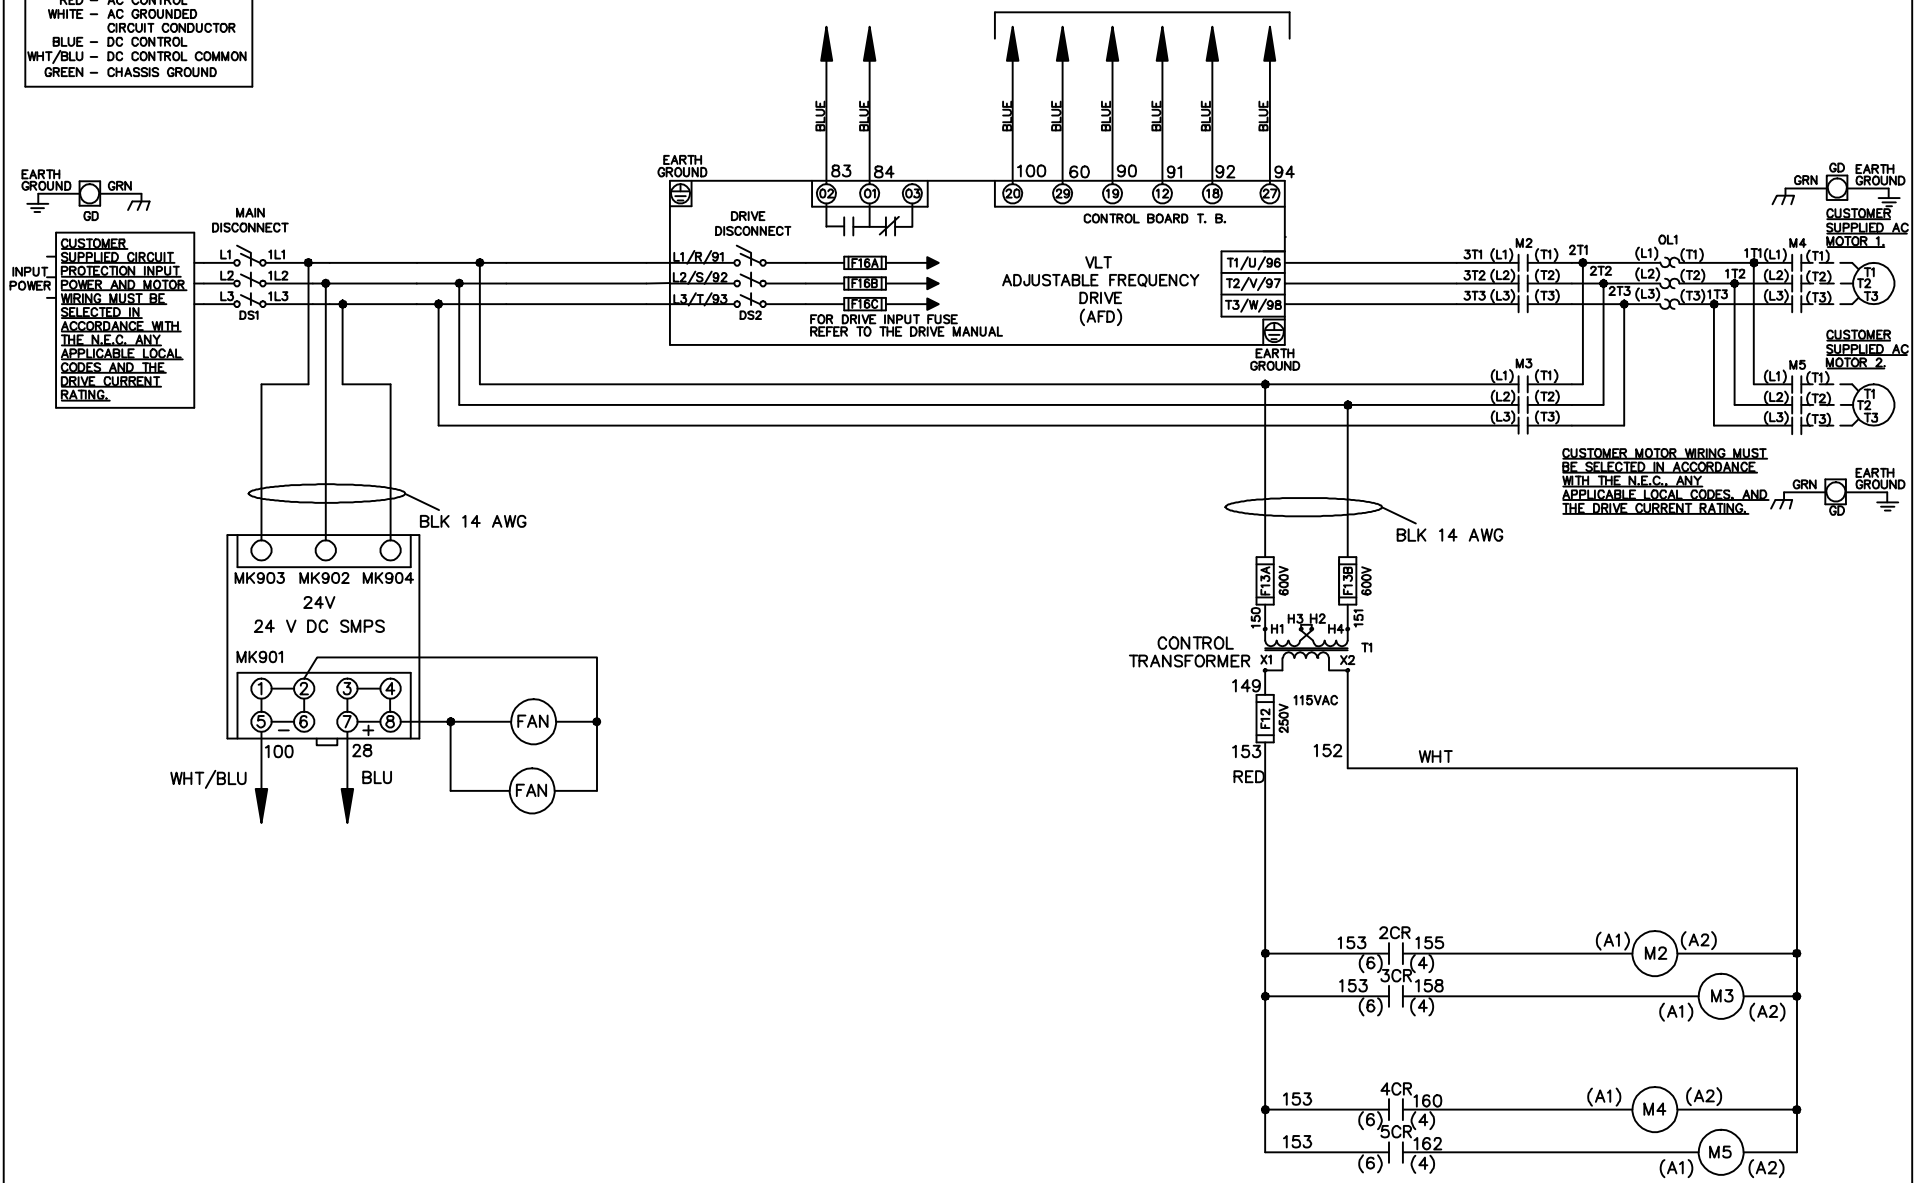 RED - AC CONTROL
WHITE - AC GROUNDED
CIRCUIT CONDUCTOR
BLUE - DC CONTROL
WHT/BLU - DC CONTROL COMMON
GREEN - CHASSIS GROUND
BLUE
BLUE
BLUE
BLUE
BLUE
BLUE
BLUE
BLUE
EARTH
GROUND
83
84
100
60
90
91
92
94
02
01
03
20
29
19
12
18
27
CONTROL BOARD T. B.
EARTH
GROUND
GRN
GD
MAIN
DISCONNECT
DRIVE
DISCONNECT
CUSTOMER
SUPPLIED CIRCUIT
PROTECTION INPUT
POWER AND MOTOR
WIRING MUST BE
SELECTED IN
ACCORDANCE WITH
THE N.E.C. ANY
APPLICABLE LOCAL
CODES AND THE
DRIVE CURRENT
RATING.
INPUT
POWER
L1
1L1
L2
1L2
L3
1L3
DS1
L1/R/91
L2/S/92
L3/T/93
DS2
F16A
F16B
F16C
FOR DRIVE INPUT FUSE
REFER TO THE DRIVE MANUAL
VLT
ADJUSTABLE FREQUENCY
DRIVE
(AFD)
T1/U/96
T2/V/97
T3/W/98
EARTH
GROUND
M2
3T1 (L1) (T1) 2T1
3T2 (L2) (T2) 2T2
3T3 (L3) (T3) 2T3
OL1
(L1) (T1) 1T1
(L2) (T2) 1T2
(L3) (T3) 1T3
M4
(L1) (T1)
(L2) (T2)
(L3) (T3)
T1
T2
T3
GD
EARTH
GROUND
GRN
CUSTOMER
SUPPLIED AC
MOTOR 1.
CUSTOMER
SUPPLIED AC
MOTOR 2.
M3
(L1) (T1)
(L2) (T2)
(L3) (T3)
M5
(L1) (T1)
(L2) (T2)
(L3) (T3)
T1
T2
T3
CUSTOMER MOTOR WIRING MUST
BE SELECTED IN ACCORDANCE
WITH THE N.E.C., ANY
APPLICABLE LOCAL CODES, AND
THE DRIVE CURRENT RATING.
GRN
EARTH
GROUND
GD
BLK 14 AWG
BLK 14 AWG
MK903 MK902 MK904
24V
24 V DC SMPS
MK901
1
2
3
4
5
6
7
8
-
+
100
28
WHT/BLU
BLU
FAN
FAN
F13A
600V
F13B
600V
150
151
H1
H3
H2
H4
T1
CONTROL
TRANSFORMER
X1
X2
149
115VAC
F12
250V
153
152
RED
WHT
153
2CR
155
(6)
(4)
(A1)
M2
(A2)
153
3CR
158
(6)
(4)
(A1)
M3
(A2)
153
4CR
160
(6)
(4)
(A1)
M4
(A2)
153
5CR
162
(6)
(4)
(A1)
M5
(A2)